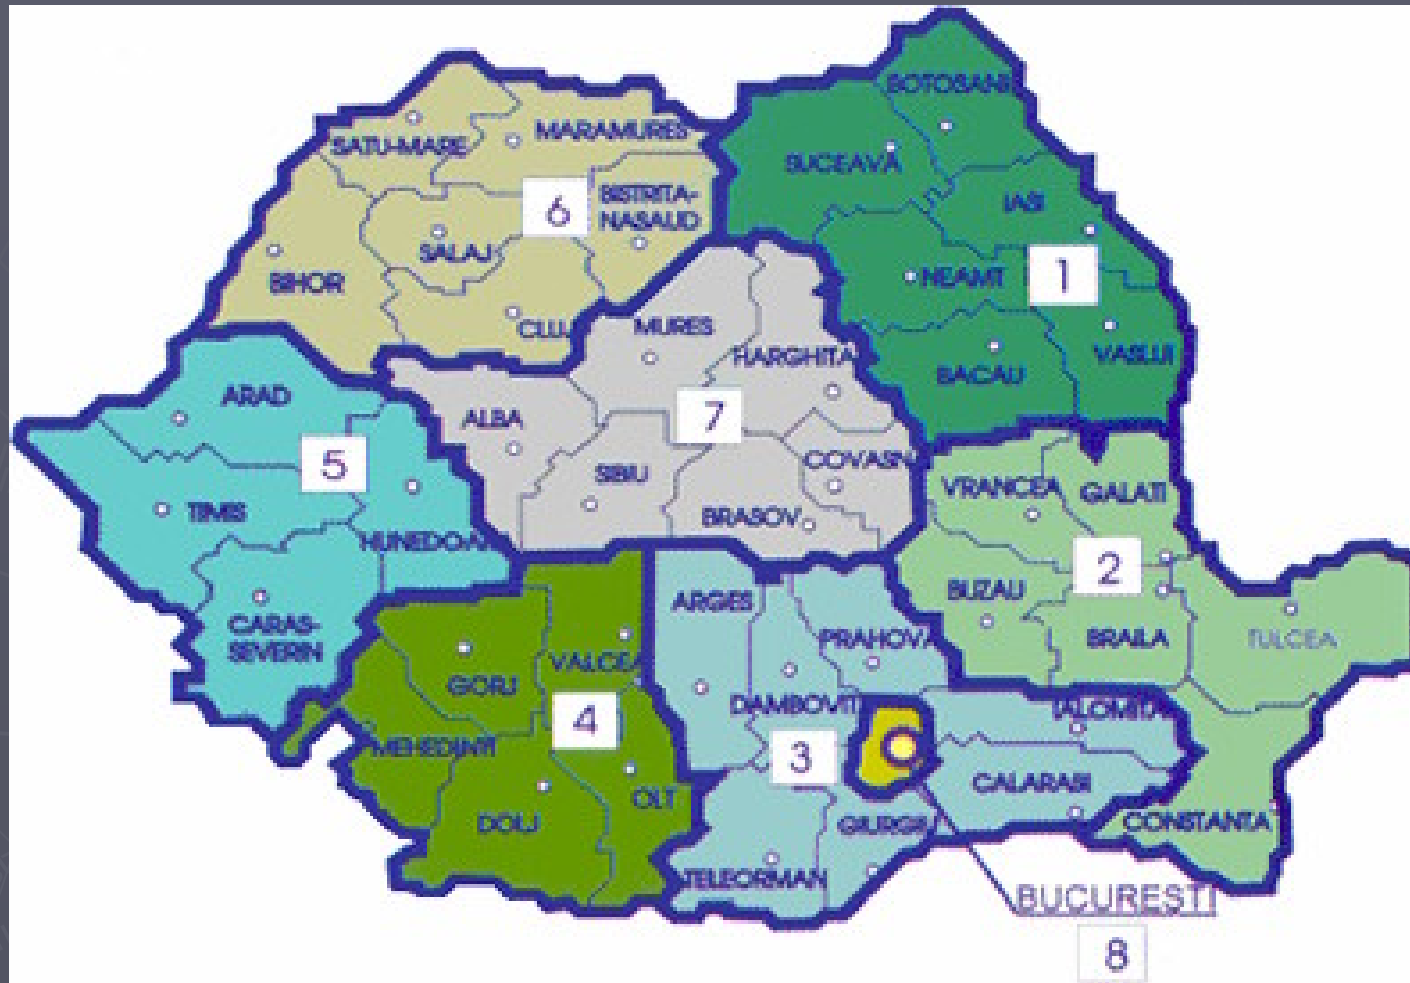 BOTOSANI
SATU-MARE
MARAMURES
SUCEAVA
6
BISTRITA-
NASAUD
IASI
SALAJ
BIHOR
NEAMT
1
CLUJ
MURES
HARGHITA
BACAU
VASLUI
ARAD
ALBA
7
5
SIBIU
COVASN
VRANCEA
GALATI
TIMIS
BRASOV
HUNEDOARA
2
ARGES
BUZAU
CARAS-
SEVERIN
PRAHOVA
BRAILA
TULCEA
VALCEA
GORJ
DAMBOVIT
IALOMITA
4
MEHEDINTI
3
CALARASI
OLT
DOLJ
GIURGIU
CONSTANTA
TELEORMAN
BUCURESTI
8